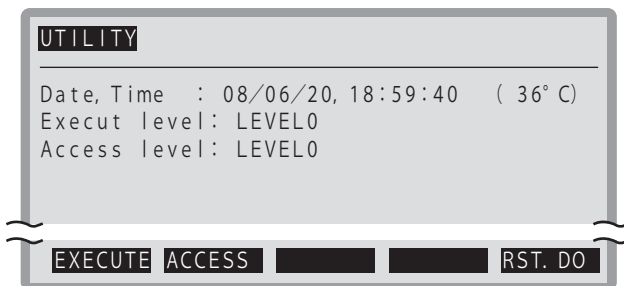 UTILITY
Date,Time : 08/06/20,18:59:40 ( 36°C)
Execut level: LEVEL0
Access level: LEVEL0
EXECUTE ACCESS RST.DO